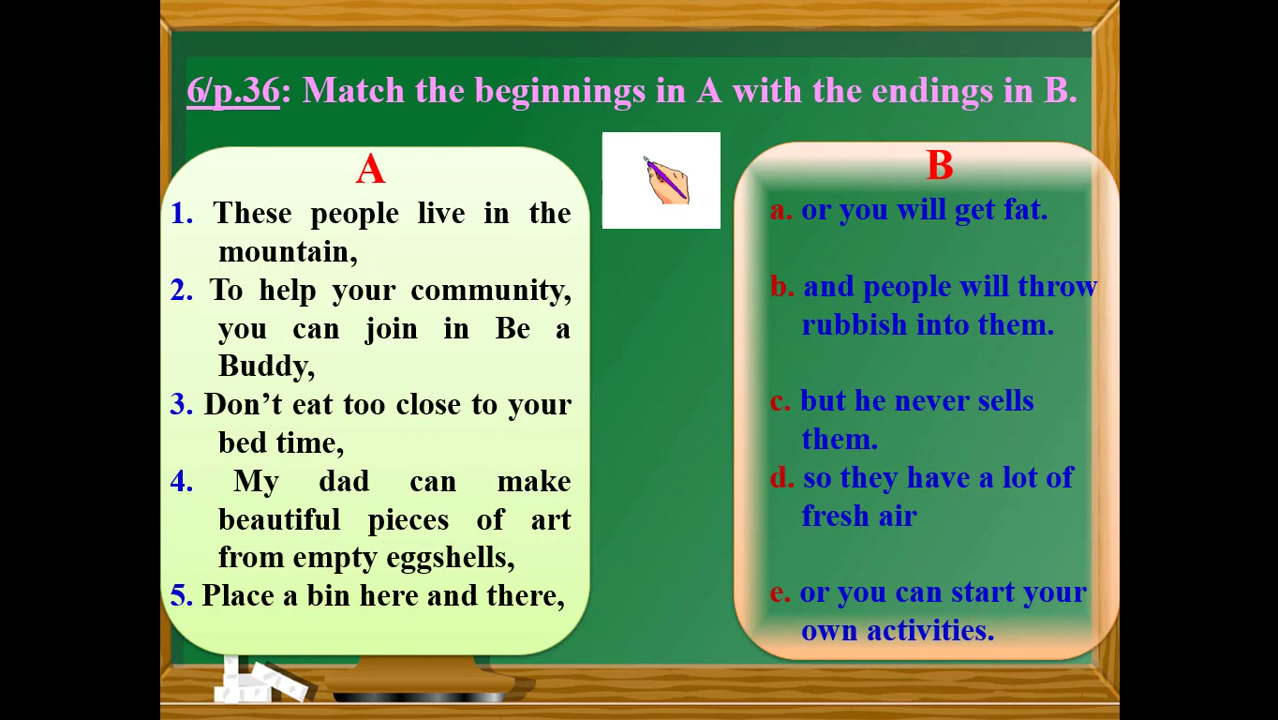 6/p.36: Match the beginnings in A with the endings in B.
A
1. These people live in the
mountain,
2. To help your community,
you can join in Be a
Buddy,
3. Don’t eat too close to your
bed time,
4. My dad can make
beautiful pieces of art
from empty eggshells,
5. Place a bin here and there,
B
a. or you will get fat.
b. and people will throw
rubbish into them.
c. but he never sells
them.
d. so they have a lot of
fresh air
e. or you can start your
own activities.